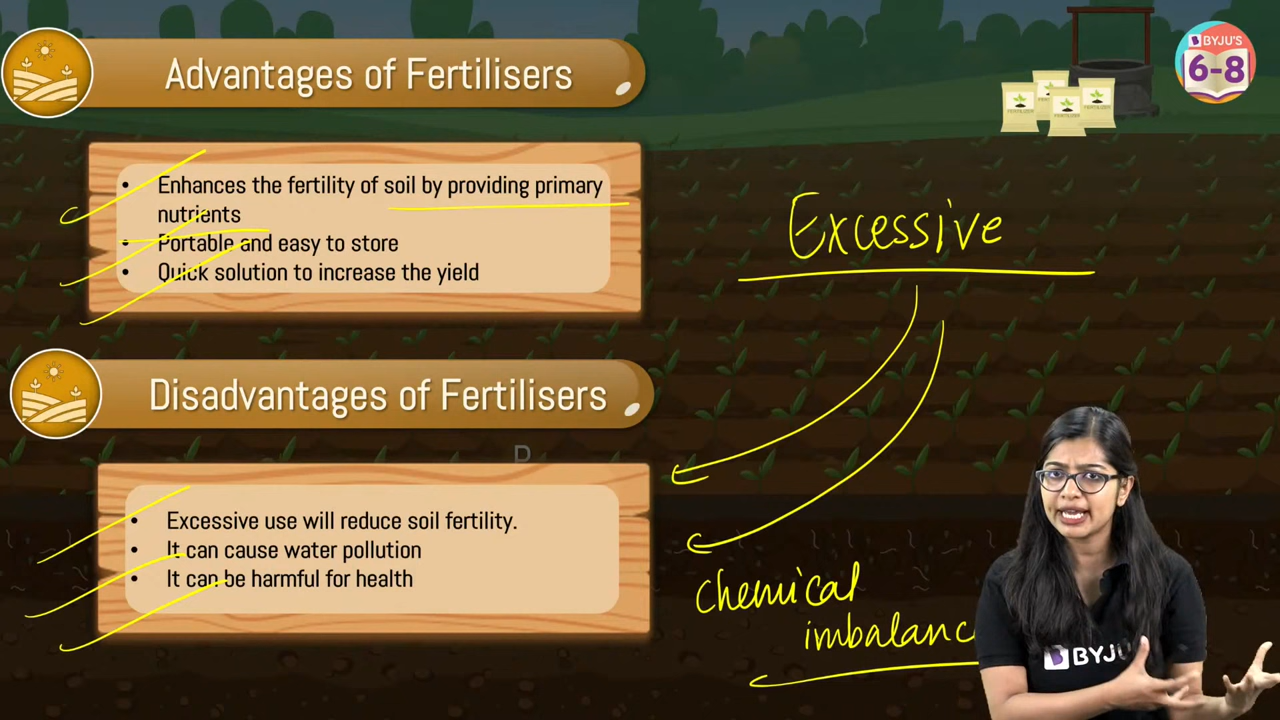 Advantages of Fertilisers
BYJU'S
6-8
• Enhances the fertility of soil by providing primary
nutrients
• Portable and easy to store
• Quick solution to increase the yield
Excessive
Disadvantages of Fertilisers
• Excessive use will reduce soil fertility.
• It can cause water pollution
• It can be harmful for health
chemical
imbalanc
BYJU